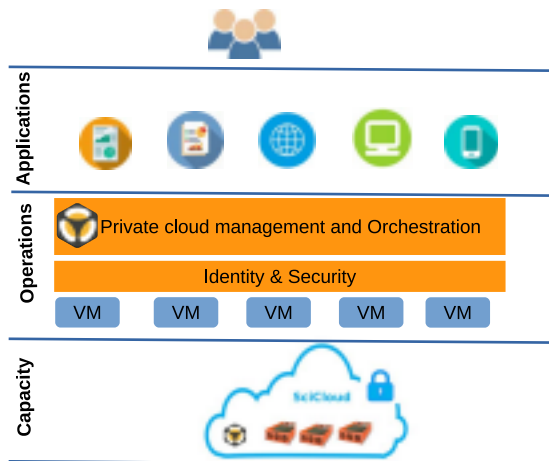 Applications
Operations
Private cloud management and Orchestration
Identity & Security
VM VM VM VM VM
Capacity
SciCloud